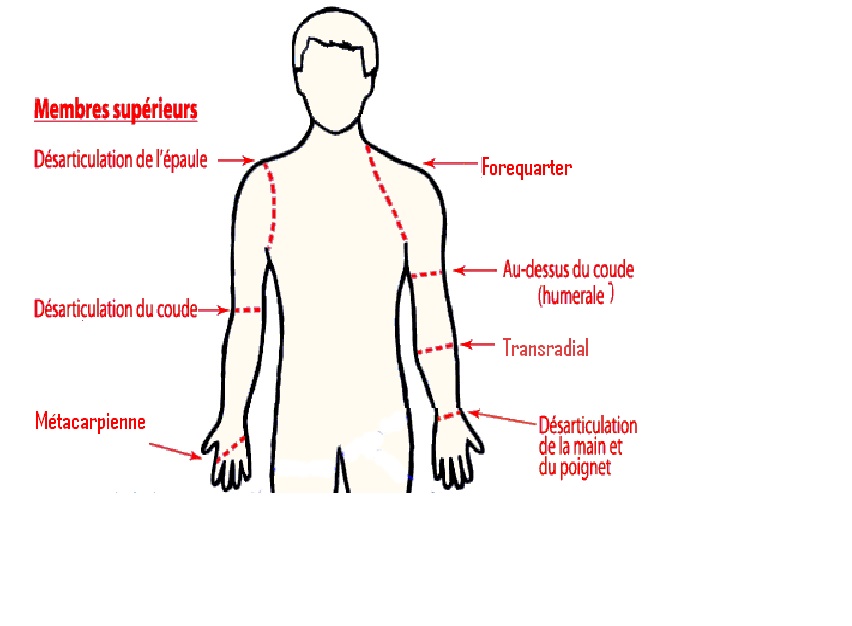 Membres supérieurs
Désarticulation de l'épaule
Forequarter
Au-dessus du coude
(humerale )
Désarticulation du coude
Transradial
Métacarpienne
Désarticulation
de la main et
du poignet